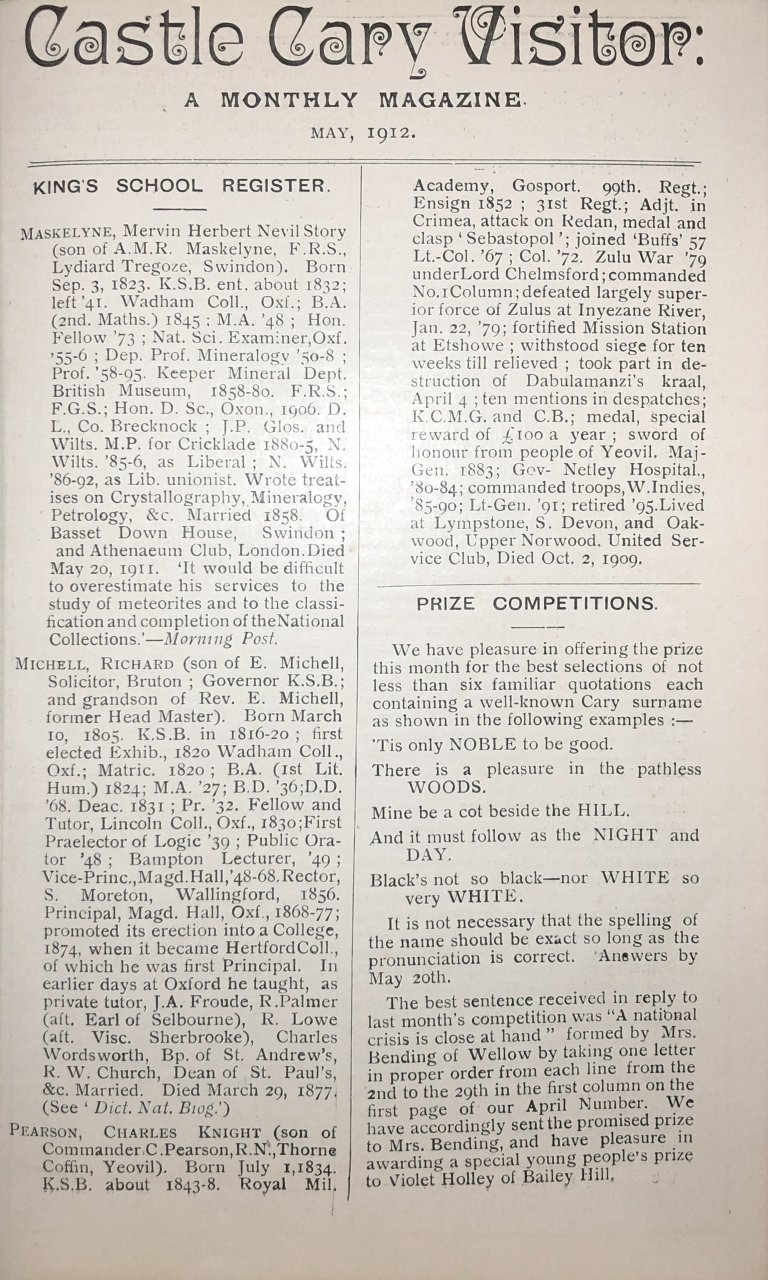 Castle Cary Visitor:
A MONTHLY MAGAZINE.
MAY, 1912.
KING'S SCHOOL REGISTER.
MASKELYNE, Mervin Herbert Nevil Story
(son of A.M.R. Maskelyne, F.R.S.,
Lydiard Tregoze, Swindon). Born
Sep. 3, 1823. K.S.B. ent. about 1832;
left '41. Wadham Coll., Oxf.; B.A.
(2nd. Maths.) 1845 ; M.A. '48 ; Hon.
Fellow '73 ; Nat. Sci. Examiner,Oxf.
'55-6 ; Dep. Prof. Mineralogy '50-8 ;
Prof. '58-95. Keeper Mineral Dept.
British Museum, 1858-80. F.R.S.;
F.G.S.; Hon. D. Sc., Oxon., 1906. D.
L., Co. Brecknock ; J.P. Glos. and
Wilts. M.P. for Cricklade 1880-5, N.
Wilts. '85-6, as Liberal ; N. Wilts.
'86-92, as Lib. unionist. Wrote treat-
ises on Crystallography, Mineralogy,
Petrology, &c. Married 1858. Of
Basset Down House, Swindon ;
and Athenaeum Club, London.Died
May 20, 1911. 'It would be difficult
to overestimate his services to the
study of meteorites and to the classi-
fication and completion of theNational
Collections.'—Morning Post.
MICHELL, RICHARD (son of E. Michell,
Solicitor, Bruton ; Governor K.S.B.;
and grandson of Rev. E. Michell,
former Head Master). Born March
10, 1805. K.S.B. in 1816-20 ; first
elected Exhib., 1820 Wadham Coll.,
Oxf.; Matric. 1820 ; B.A. (1st Lit.
Hum.) 1824; M.A. '27; B.D. '36;D.D.
'68. Deac. 1831 ; Pr. '32. Fellow and
Tutor, Lincoln Coll., Oxf., 1830;First
Praelector of Logic '39 ; Public Ora-
tor '48 ; Bampton Lecturer, '49 ;
Vice-Princ.,Magd.Hall,'48-68.Rector,
S. Moreton, Wallingford, 1856.
Principal, Magd. Hall, Oxf., 1868-77;
promoted its erection into a College,
1874, when it became HertfordColl.,
of which he was first Principal. In
earlier days at Oxford he taught, as
private tutor, J.A. Froude, R.Palmer
(aft. Earl of Selbourne), R. Lowe
(aft. Visc. Sherbrooke), Charles
Wordsworth, Bp. of St. Andrew's,
R. W. Church, Dean of St. Paul's,
&c. Married. Died March 29, 1877.
(See ' Dict. Nat. Biog.')
PEARSON, CHARLES KNIGHT (son of
Commander.C.Pearson,R.N.,Thorne
Coffin, Yeovil). Born July 1,1834.
K.S.B. about 1843-8. Royal Mil.
Academy, Gosport. 99th. Regt.;
Ensign 1852 ; 31st Regt.; Adjt. in
Crimea, attack on Redan, medal and
clasp ' Sebastopol '; joined 'Buffs' 57
Lt.-Col. '67 ; Col. '72. Zulu War '79
underLord Chelmsford; commanded
No.1Column; defeated largely super-
ior force of Zulus at Inyezane River,
Jan. 22, '79; fortified Mission Station
at Etshowe ; withstood siege for ten
weeks till relieved ; took part in de-
struction of Dabulamanzi's kraal,
April 4 ; ten mentions in despatches;
K.C.M.G. and C.B.; medal, special
reward of £100 a year ; sword of
honour from people of Yeovil. Maj-
Gen. 1883; Gov- Netley Hospital.,
'80-84; commanded troops,W.Indies,
'85-90; Lt-Gen. '91; retired '95.Lived
at Lympstone, S. Devon, and Oak-
wood, Upper Norwood. United Ser-
vice Club, Died Oct. 2, 1909.
PRIZE COMPETITIONS.
We have pleasure in offering the prize
this month for the best selections of not
less than six familiar quotations each
containing a well-known Cary surname
as shown in the following examples :—
'Tis only NOBLE to be good.
There is a pleasure in the pathless
WOODS.
Mine be a cot beside the HILL.
And it must follow as the NIGHT and
DAY.
Black's not so black—nor WHITE so
very WHITE.
It is not necessary that the spelling of
the name should be exact so long as the
pronunciation is correct. Answers by
May 20th.
The best sentence received in reply to
last month's competition was "A national
crisis is close at hand" formed by Mrs.
Bending of Wellow by taking one letter
in proper order from each line from the
2nd to the 29th in the first column on the
first page of our April Number. We
have accordingly sent the promised prize
to Mrs. Bending, and have pleasure in
awarding a special young people's prize
to Violet Holley of Bailey Hill,